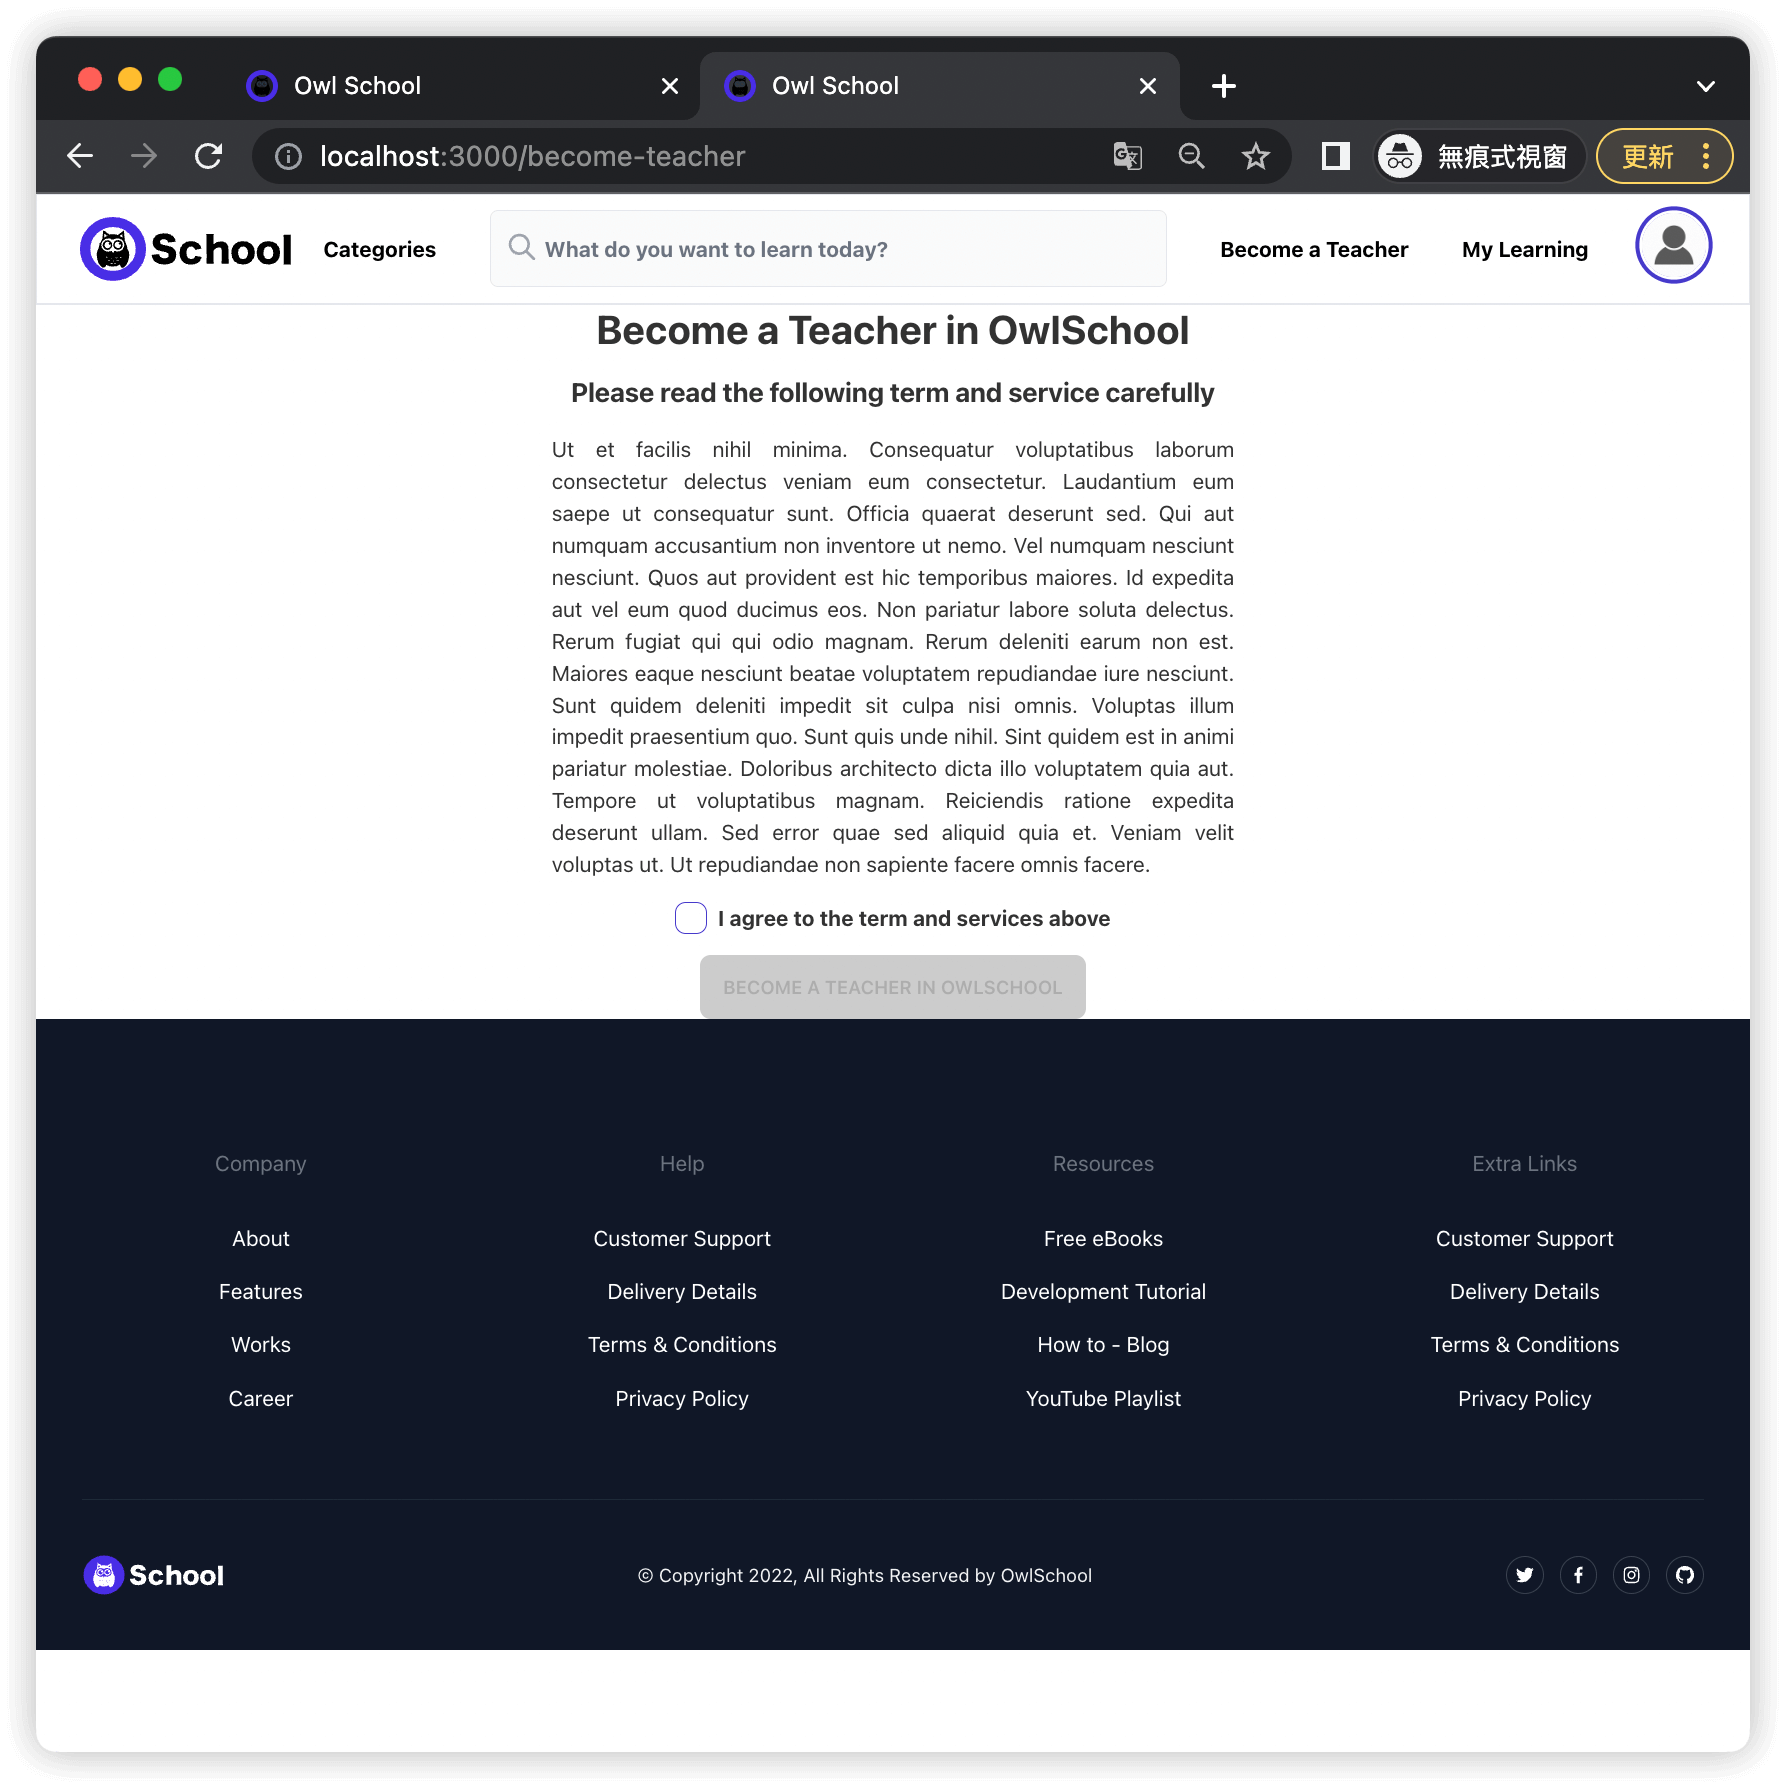 Owl School
Owl School
localhost:3000/become-teacher
無痕式視窗
更新
School
Categories
What do you want to learn today?
Become a Teacher
My Learning
Become a Teacher in OwlSchool
Please read the following term and service carefully
Ut et facilis nihil minima. Consequatur voluptatibus laborum
consectetur delectus veniam eum consectetur. Laudantium eum
saepe ut consequatur sunt. Officia quaerat deserunt sed. Qui aut
numquam accusantium non inventore ut nemo. Vel numquam nesciunt
nesciunt. Quos aut provident est hic temporibus maiores. Id expedita
aut vel eum quod ducimus eos. Non pariatur labore soluta delectus.
Rerum fugiat qui qui odio magnam. Rerum deleniti earum non est.
Maiores eaque nesciunt beatae voluptatem repudiandae iure nesciunt.
Sunt quidem deleniti impedit sit culpa nisi omnis. Voluptas illum
impedit praesentium quo. Sunt quis unde nihil. Sint quidem est in animi
pariatur molestiae. Doloribus architecto dicta illo voluptatem quia aut.
Tempore ut voluptatibus magnam. Reiciendis ratione expedita
deserunt ullam. Sed error quae sed aliquid quia et. Veniam velit
voluptas ut. Ut repudiandae non sapiente facere omnis facere.
I agree to the term and services above
BECOME A TEACHER IN OWLSCHOOL
Company
About
Features
Works
Career
Help
Customer Support
Delivery Details
Terms & Conditions
Privacy Policy
Resources
Free eBooks
Development Tutorial
How to - Blog
YouTube Playlist
Extra Links
Customer Support
Delivery Details
Terms & Conditions
Privacy Policy
School
© Copyright 2022, All Rights Reserved by OwlSchool